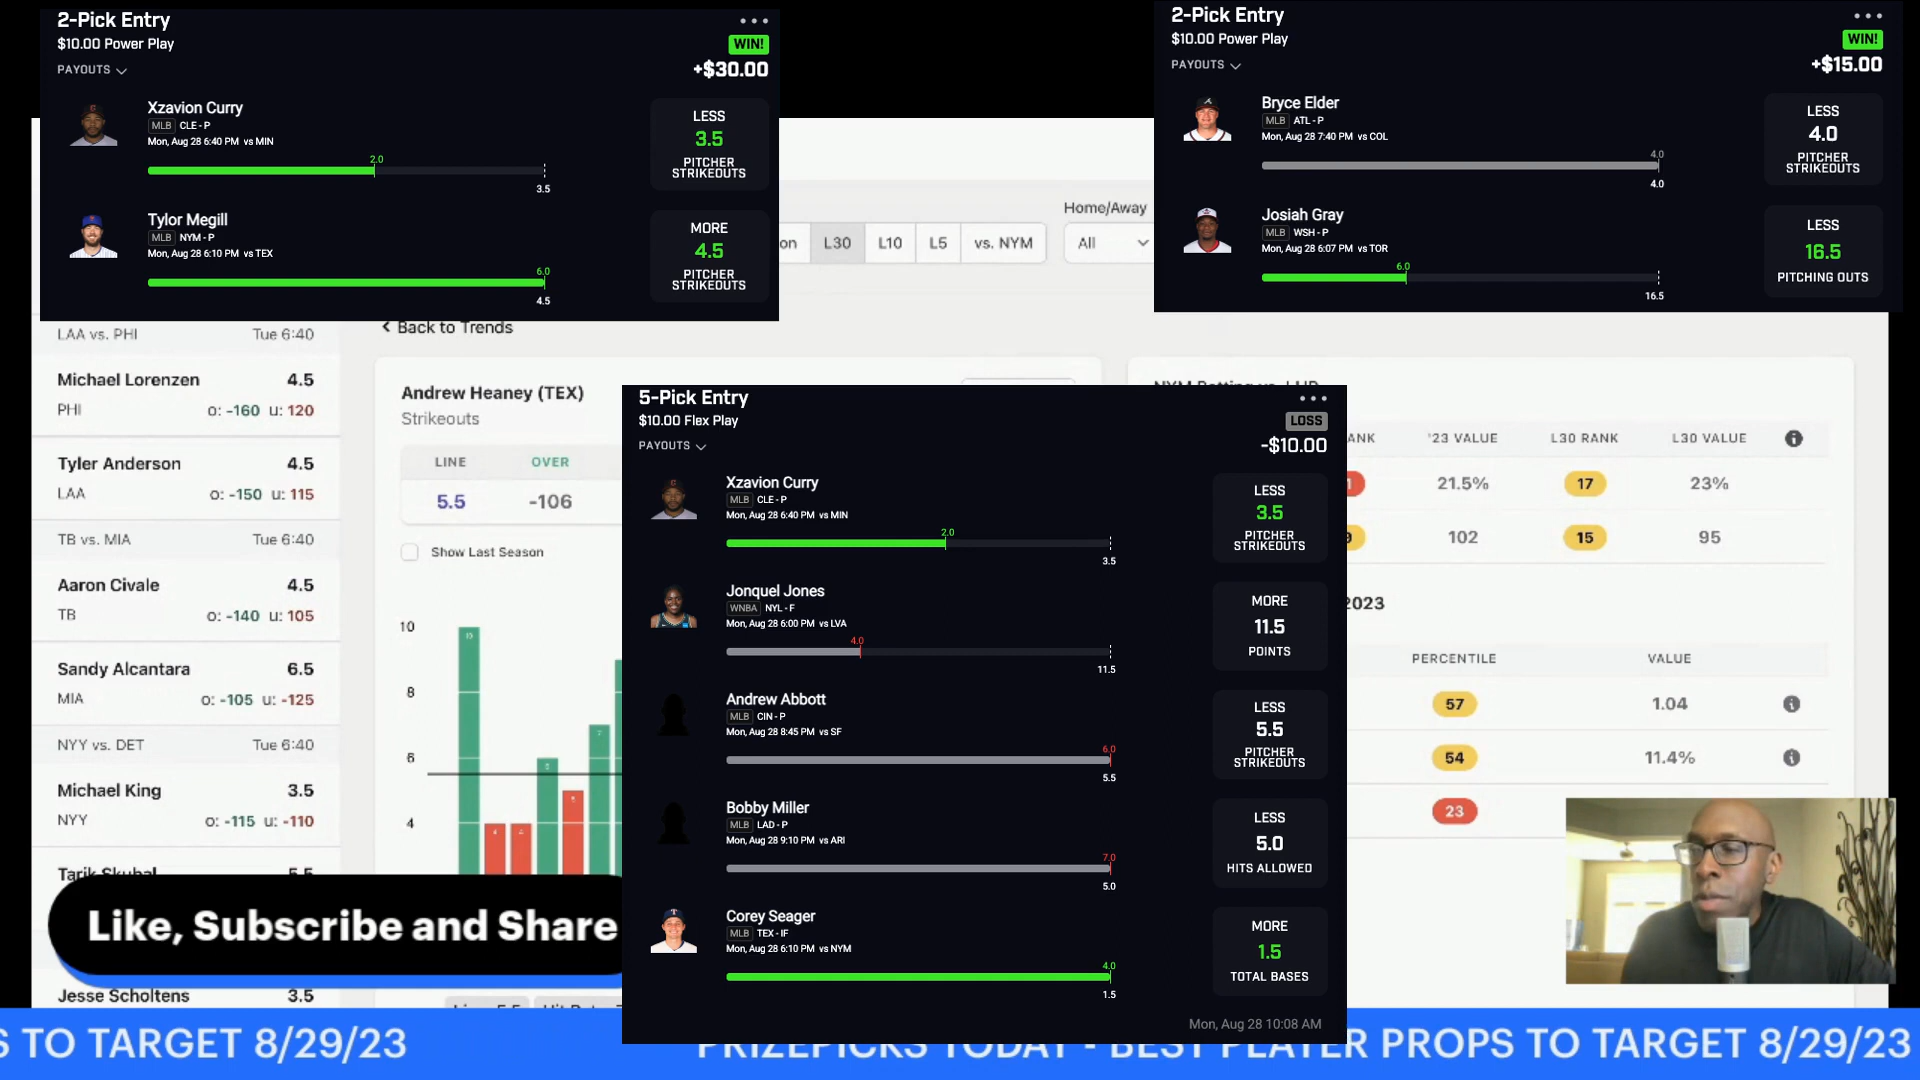 2-Pick Entry
$10.00 Power Play
WIN!
PAYOUTS
+$30.00
Xzavion Curry
MLB CLE - P
Mon, Aug 28 6:40 PM vs MIN
2.0
3.5
LESS
3.5
PITCHER
STRIKEOUTS
Tylor Megill
MLB NYM - P
Mon, Aug 28 6:10 PM vs TEX
6.0
4.5
MORE
4.5
PITCHER
STRIKEOUTS
2-Pick Entry
$10.00 Power Play
WIN!
PAYOUTS
+$15.00
Bryce Elder
MLB ATL - P
Mon, Aug 28 7:40 PM vs COL
4.0
4.0
LESS
4.0
PITCHER
STRIKEOUTS
Josiah Gray
MLB WSH - P
Mon, Aug 28 6:07 PM vs TOR
6.0
16.5
LESS
16.5
PITCHING OUTS
Home/Away
on L30 L10 L5 vs. NYM All
Back to Trends
LAA vs. PHI Tue 6:40
Michael Lorenzen 4.5
PHI o: -160 u: 120
Tyler Anderson 4.5
LAA o: -150 u: 115
TB vs. MIA Tue 6:40
Aaron Civale 4.5
TB o: -140 u: 105
Sandy Alcantara 6.5
MIA o: -105 u: -125
NYY vs. DET Tue 6:40
Michael King 3.5
NYY o: -115 u: -110
Tarik Skubal 5.5
Jesse Scholtens 3.5
Andrew Heaney (TEX)
Strikeouts
LINE OVER
5.5 -106
Show Last Season
10
8
6
4
5-Pick Entry
$10.00 Flex Play
LOSS
PAYOUTS
-$10.00
Xzavion Curry
MLB CLE - P
Mon, Aug 28 6:40 PM vs MIN
2.0
3.5
LESS
3.5
PITCHER
STRIKEOUTS
Jonquel Jones
WNBA NYL - F
Mon, Aug 28 6:00 PM vs LVA
4.0
11.5
MORE
11.5
POINTS
Andrew Abbott
MLB CIN - P
Mon, Aug 28 8:45 PM vs SF
6.0
5.5
LESS
5.5
PITCHER
STRIKEOUTS
Bobby Miller
MLB LAD - P
Mon, Aug 28 9:10 PM vs ARI
7.0
5.0
LESS
5.0
HITS ALLOWED
Corey Seager
MLB TEX - IF
Mon, Aug 28 6:10 PM vs NYM
4.0
1.5
MORE
1.5
TOTAL BASES
Mon, Aug 28 10:08 AM
ANK '23 VALUE L30 RANK L30 VALUE
21.5% 17 23%
102 15 95
2023
PERCENTILE VALUE
57 1.04
54 11.4%
23
Like, Subscribe and Share
S TO TARGET 8/29/23 PRIZEPICKS TODAY - BEST PLAYER PROPS TO TARGET 8/29/23